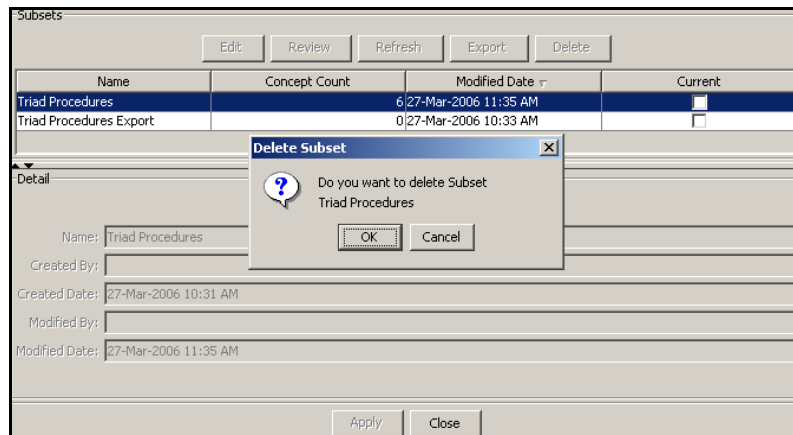 Subsets
Edit Review Refresh Export Delete
Name Concept Count Modified Date Current
Triad Procedures 6 27-Mar-2006 11:35 AM
Triad Procedures Export 0 27-Mar-2006 10:33 AM
Delete Subset
Do you want to delete Subset
Triad Procedures
OK Cancel
Detail
Name: Triad Procedures
Created By:
Created Date: 27-Mar-2006 10:31 AM
Modified By:
Modified Date: 27-Mar-2006 11:35 AM
Apply Close